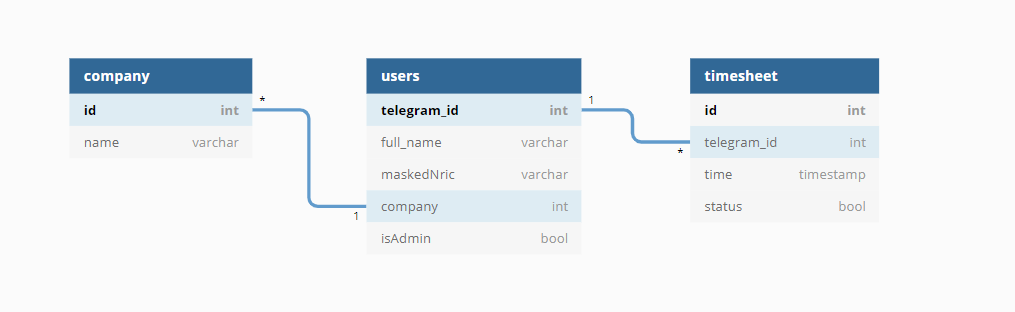 company
id int
name varchar
*
1
users
telegram_id int
full_name varchar
maskedNric varchar
company int
isAdmin bool
1
*
timesheet
id int
telegram_id int
time timestamp
status bool